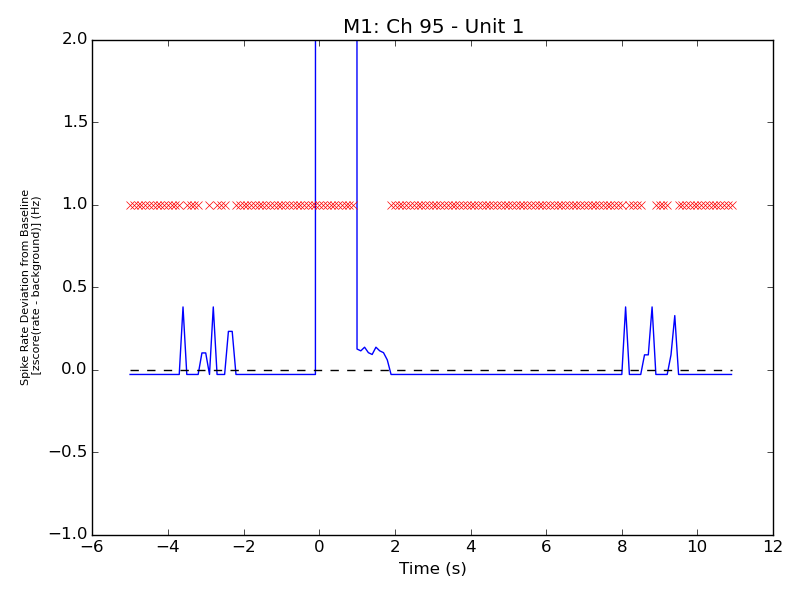 M1: Ch 95 - Unit 1
2.0
1.5
1.0
0.5
0.0
−0.5
−1.0
Spike Rate Deviation from Baseline
[zscore(rate - background)] (Hz)
−6 −4 −2 0 2 4 6 8 10 12
Time (s)